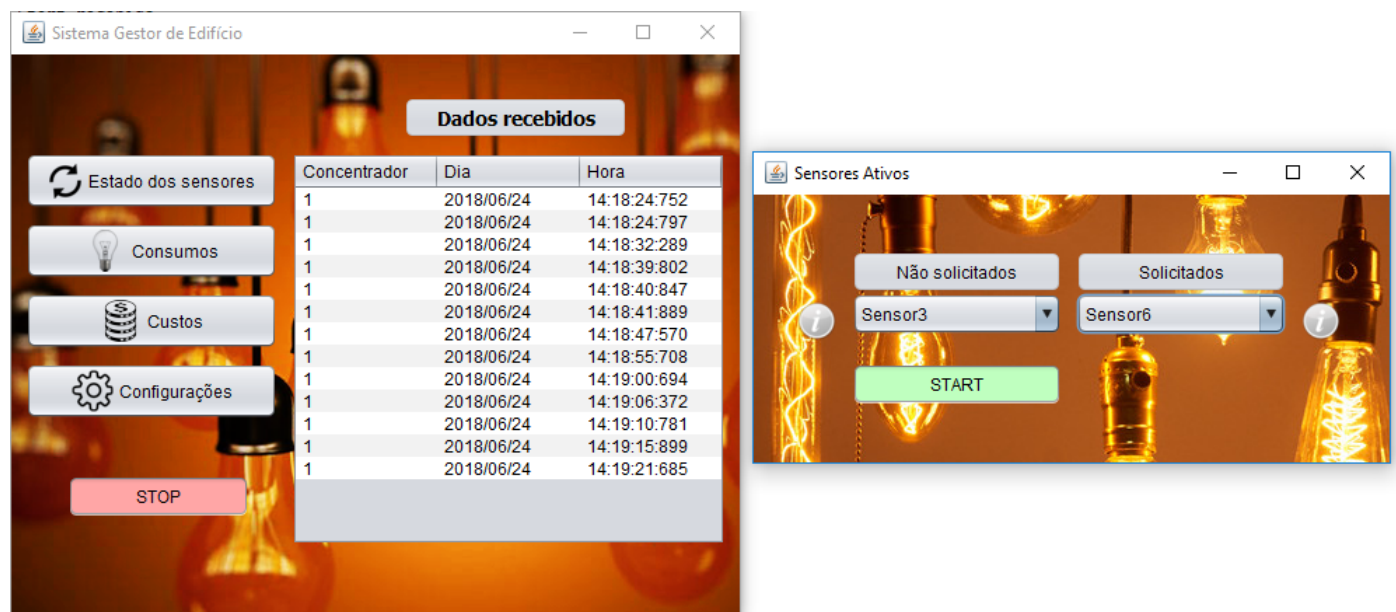 Sistema Gestor de Edifício
Dados recebidos
Estado dos sensores
Consumos
Custos
Configurações
STOP
Concentrador Dia Hora
1 2018/06/24 14:18:24:752
1 2018/06/24 14:18:24:797
1 2018/06/24 14:18:32:289
1 2018/06/24 14:18:39:802
1 2018/06/24 14:18:40:847
1 2018/06/24 14:18:41:889
1 2018/06/24 14:18:47:570
1 2018/06/24 14:18:55:708
1 2018/06/24 14:19:00:694
1 2018/06/24 14:19:06:372
1 2018/06/24 14:19:10:781
1 2018/06/24 14:19:15:899
1 2018/06/24 14:19:21:685
Sensores Ativos
Não solicitados Solicitados
Sensor3 Sensor6
START